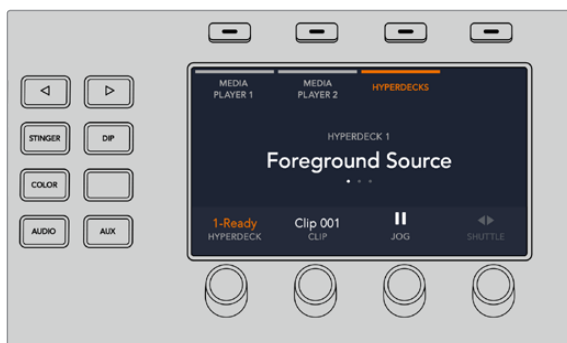 MEDIA
PLAYER 1
MEDIA
PLAYER 2
HYPERDECKS
STINGER
DIP
HYPERDECK 1
Foreground Source
COLOR
AUDIO
AUX
1-Ready
HYPERDECK
Clip 001
CLIP
JOG
SHUTTLE